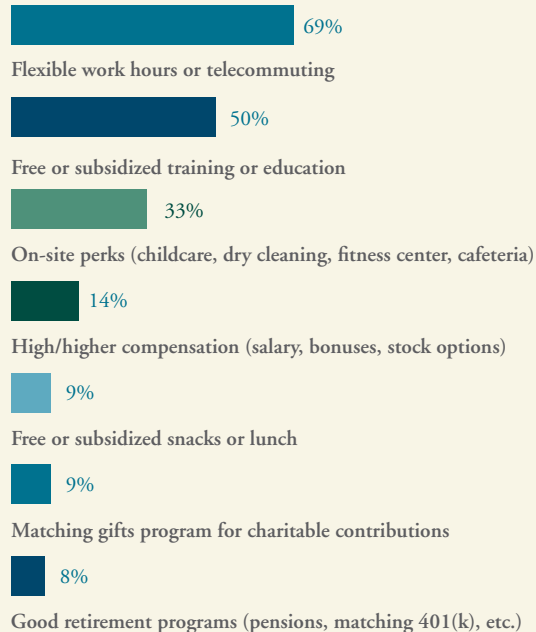 69%
Flexible work hours or telecommuting
50%
Free or subsidized training or education
33%
On-site perks (childcare, dry cleaning, fitness center, cafeteria)
14%
High/higher compensation (salary, bonuses, stock options)
9%
Free or subsidized snacks or lunch
9%
Matching gifts program for charitable contributions
8%
Good retirement programs (pensions, matching 401(k), etc.)